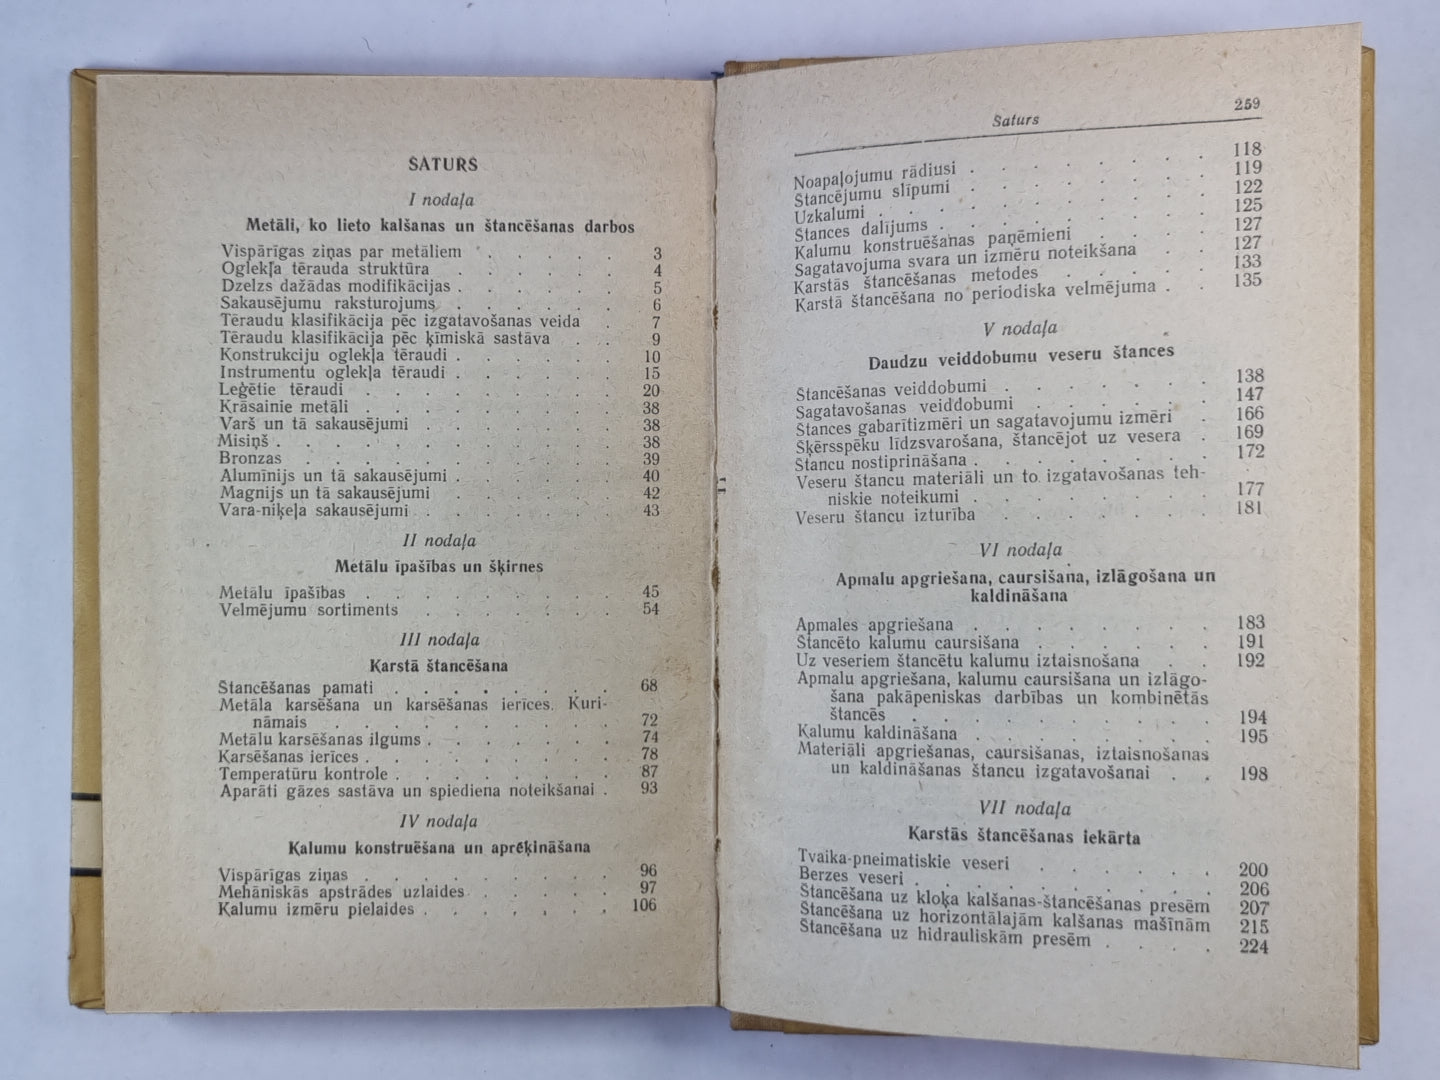 SATURS
I nodaļa
Metāli, ko lieto kalšanas un štancēšanas darbos
Vispārīgas ziņas par metāliem . . . . 3
Oglekļa tērauda struktūra . . . . . 4
Dzelzs dažādas modifikācijas . . . . . 5
Sakausējumu raksturojums . . . . . 6
Tēraudu klasifikācija pēc izgatavošanas veida . 7
Tēraudu klasifikācija pēc ķīmiskā sastāva . . 9
Konstrukciju oglekļa tēraudi . . . . . . 10
Instrumentu oglekļa tēraudi . . . . . . 15
Leģētie tēraudi . . . . . . . . . 20
Krāsainie metāli . . . . . . . . . 38
Varš un tā sakausējumi . . . . . . . 38
Misiņš . . . . . . . . . . . . 38
Bronzas . . . . . . . . . . . 39
Alumīnijs un tā sakausējumi . . . . . . 40
Magnijs un tā sakausējumi . . . . . . 42
Vara-niķeļa sakausējumi . . . . . . . 43
II nodaļa
Metālu īpašības un šķirnes
Metālu īpašības . . . . . . . . . 45
Velmējumu sortiments . . . . . . . 54
III nodaļa
Karstā štancēšana
Štancēšanas pamati . . . . . . . . 68
Metāla karsēšana un karsēšanas ierīces. Kuri-
nāmais . . . . . . . . . . 72
Metālu karsēšanas ilgums . . . . . . . 74
Karsēšanas ierīces . . . . . . . . . 78
Temperatūru kontrole . . . . . . . . 87
Aparāti gāzes sastāva un spiediena noteikšanai . 93
IV nodaļa
Kalumu konstruēšana un aprēķināšana
Vispārīgas ziņas . . . . . . . . . 96
Mehāniskās apstrādes uzlaides . . . . . 97
Kalumu izmēru pielaides . . . . . . . 106
Saturs 259
Noapaļojumu rādiusi . . . . . . . . 118
Štancējumu slīpumi . . . . . . . . 119
Uzkalumi . . . . . . . . . . . 122
Štances dalījums . . . . . . . . . 125
Kalumu konstruēšanas paņēmieni . . . . 127
Sagatavojuma svara un izmēru noteikšana . . 127
Karstās štancēšanas metodes . . . . . 133
Karstā štancēšana no periodiska velmējuma . . 135
V nodaļa
Daudzu veiddobumu veseru štances
Štancēšanas veiddobumi . . . . . . . 138
Sagatavošanas veiddobumi . . . . . . 147
Štances gabarītizmēri un sagatavojumu izmēri . 166
Šķērsspēku līdzsvarošana, štancējot uz vesera . 169
Štancu nostiprināšana . . . . . . . . 172
Veseru štancu materiāli un to izgatavošanas teh-
niskie noteikumi . . . . . . . . 177
Veseru štancu izturība . . . . . . . 181
VI nodaļa
Apmalu apgriešana, caursišana, izlāgošana un
kaldināšana
Apmales apgriešana . . . . . . . . 183
Štancēto kalumu caursišana . . . . . . 191
Uz veseriem štancētu kalumu iztaisnošana . . 192
Apmalu apgriešana, kalumu caursišana un izlāgo-
šana pakāpeniskas darbības un kombinētās
štancēs . . . . . . . . . . 194
Kalumu kaldināšana . . . . . . . . 195
Materiāli apgriešanas, caursišanas, iztaisnošanas
un kaldināšanas štancu izgatavošanai . . 198
VII nodaļa
Karstās štancēšanas iekārta
Tvaika-pneimatiskie veseri . . . . . . 200
Berzes veseri . . . . . . . . . . 206
Štancēšana uz kloķa kalšanas-štancēšanas presēm 207
Štancēšana uz horizontālajām kalšanas mašīnām 215
Štancēšana uz hidrauliskām presēm . . . . 224